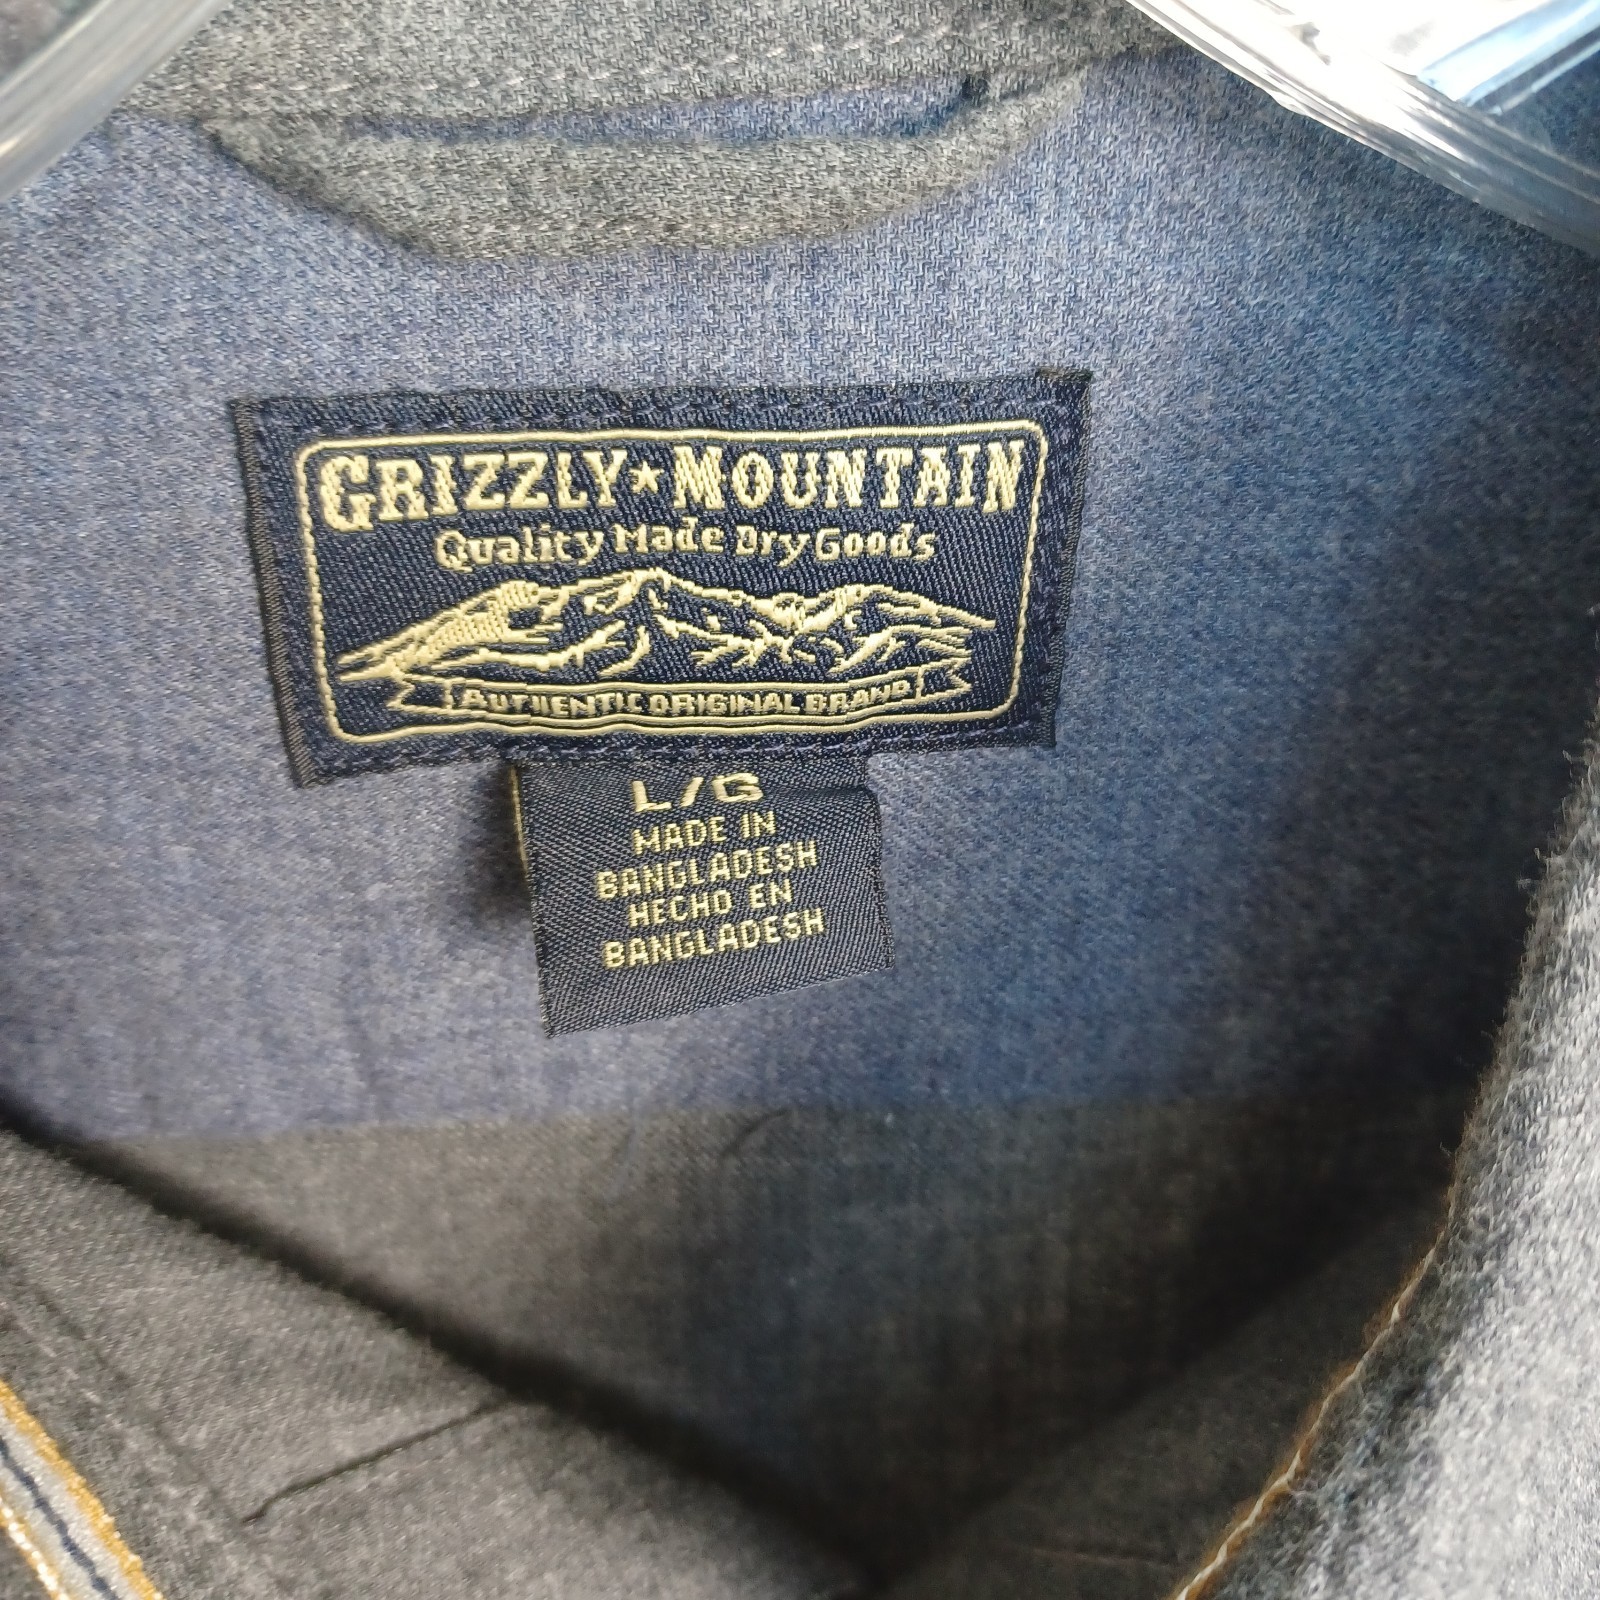 GRIZZLY★MOUNTAIN
Quality Made Dry Goods
AUTHENTIC ORIGINAL BRAND
L/G
MADE IN
BANGLADESH
HECHO EN
BANGLADESH